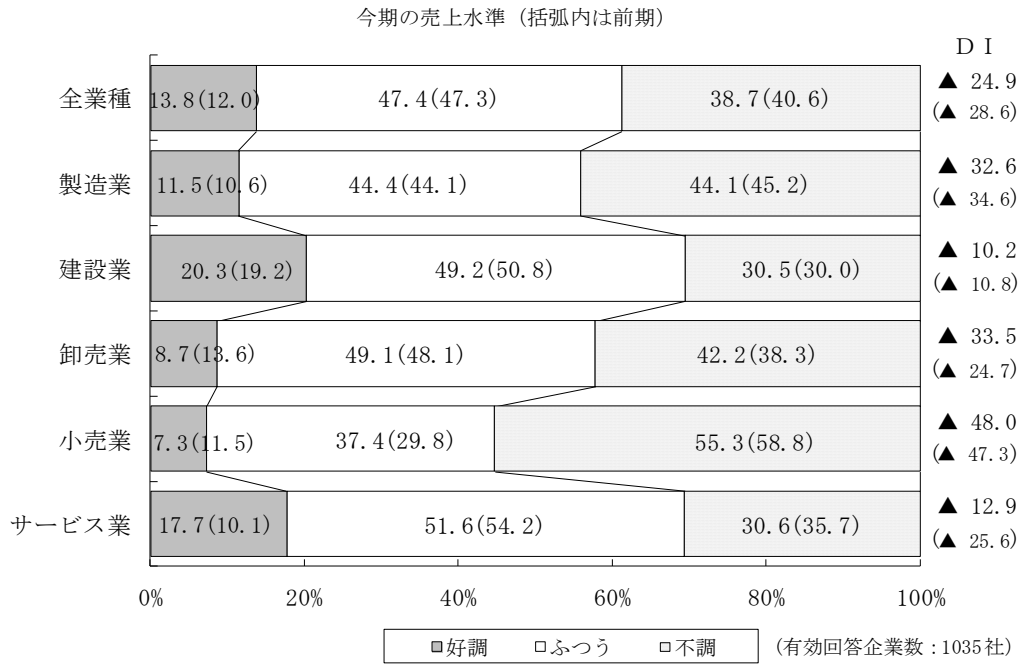 今期の売上水準（括弧内は前期）
ＤＩ
全業種 13.8(12.0) 47.4(47.3) 38.7(40.6) ▲ 24.9
(▲ 28.6)
製造業 11.5(10.6) 44.4(44.1) 44.1(45.2) ▲ 32.6
(▲ 34.6)
建設業 20.3(19.2) 49.2(50.8) 30.5(30.0) ▲ 10.2
(▲ 10.8)
卸売業 8.7(13.6) 49.1(48.1) 42.2(38.3) ▲ 33.5
(▲ 24.7)
小売業 7.3(11.5) 37.4(29.8) 55.3(58.8) ▲ 48.0
(▲ 47.3)
サービス業 17.7(10.1) 51.6(54.2) 30.6(35.7) ▲ 12.9
(▲ 25.6)
0% 20% 40% 60% 80% 100%
好調 ふつう 不調 （有効回答企業数：1035社）